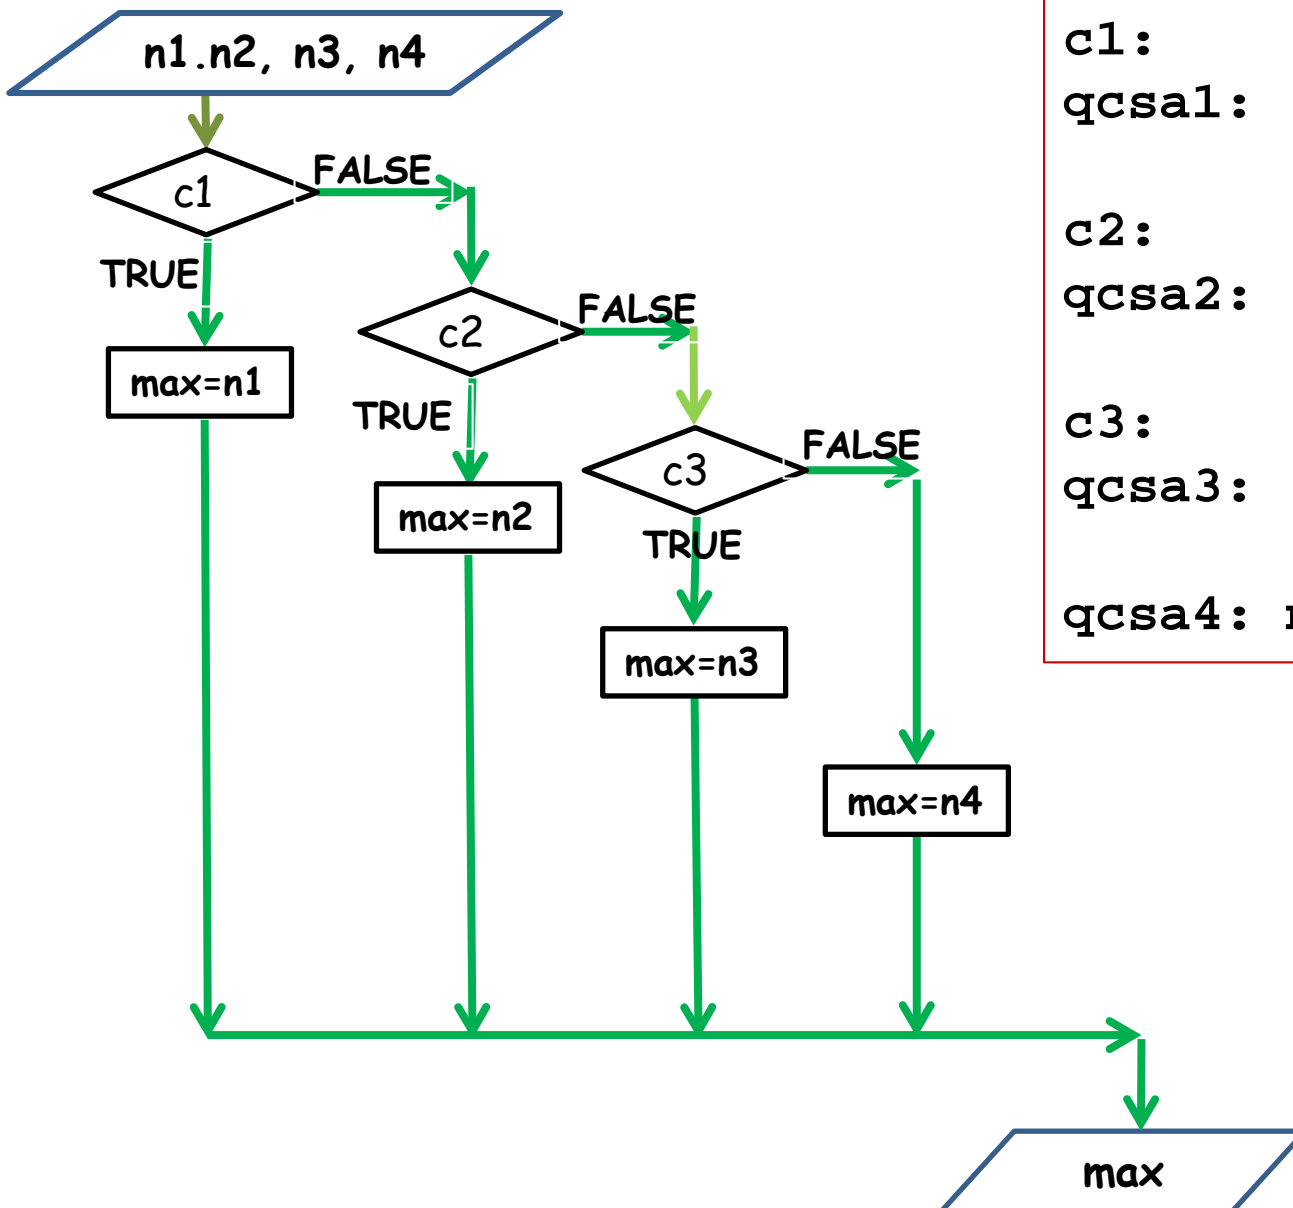 n1.n2, n3, n4
c1
FALSE
TRUE
max=n1
c2
FALSE
TRUE
max=n2
c3
FALSE
TRUE
max=n3
max=n4
max
c1:
qcsa1:
c2:
qcsa2:
c3:
qcsa3:
qcsa4: